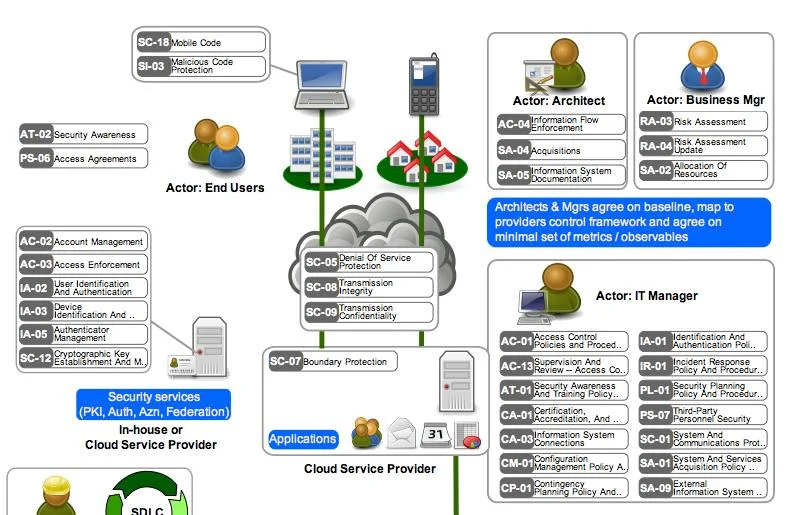 SC-18 Mobile Code
SI-03 Malicious Code
Protection
AT-02 Security Awareness
PS-06 Access Agreements
Actor: End Users
Actor: Architect
AC-04 Information Flow
Enforcement
SA-04 Acquisitions
SA-05 Information System
Documentation
Actor: Business Mgr
RA-03 Risk Assessment
RA-04 Risk Assessment
Update
SA-02 Allocation Of
Resources
Architects & Mgrs agree on baseline, map to
providers control framework and agree on
minimal set of metrics / observables
AC-02 Account Management
AC-03 Access Enforcement
IA-02 User Identification
And Authentication
IA-03 Device
Identification And ..
IA-05 Authenticator
Management
SC-12 Cryptographic Key
Establishment And M..
Security services
(PKI, Auth, Azn, Federation)
In-house or
Cloud Service Provider
SC-05 Denial Of Service
Protection
SC-08 Transmission
Integrity
SC-09 Transmission
Confidentiality
SC-07 Boundary Protection
Applications
31
Cloud Service Provider
Actor: IT Manager
AC-01 Access Control
Policies and Proced..
AC-13 Supervision And
Review -- Access Co..
AT-01 Security Awareness
And Training Policy..
CA-01 Certification,
Accreditation, And ..
CA-03 Information System
Connections
CM-01 Configuration
Management Policy A..
CP-01 Contingency
Planning Policy And..
IA-01 Identification And
Authentication Poli..
IR-01 Incident Response
Policy And Procedur..
PL-01 Security Planning
Policy And Procedur..
PS-07 Third-Party
Personnel Security
SC-01 System And
Communications Prot..
SA-01 System And Services
Acquisition Policy ..
SA-09 External
Information System ..
SDLC